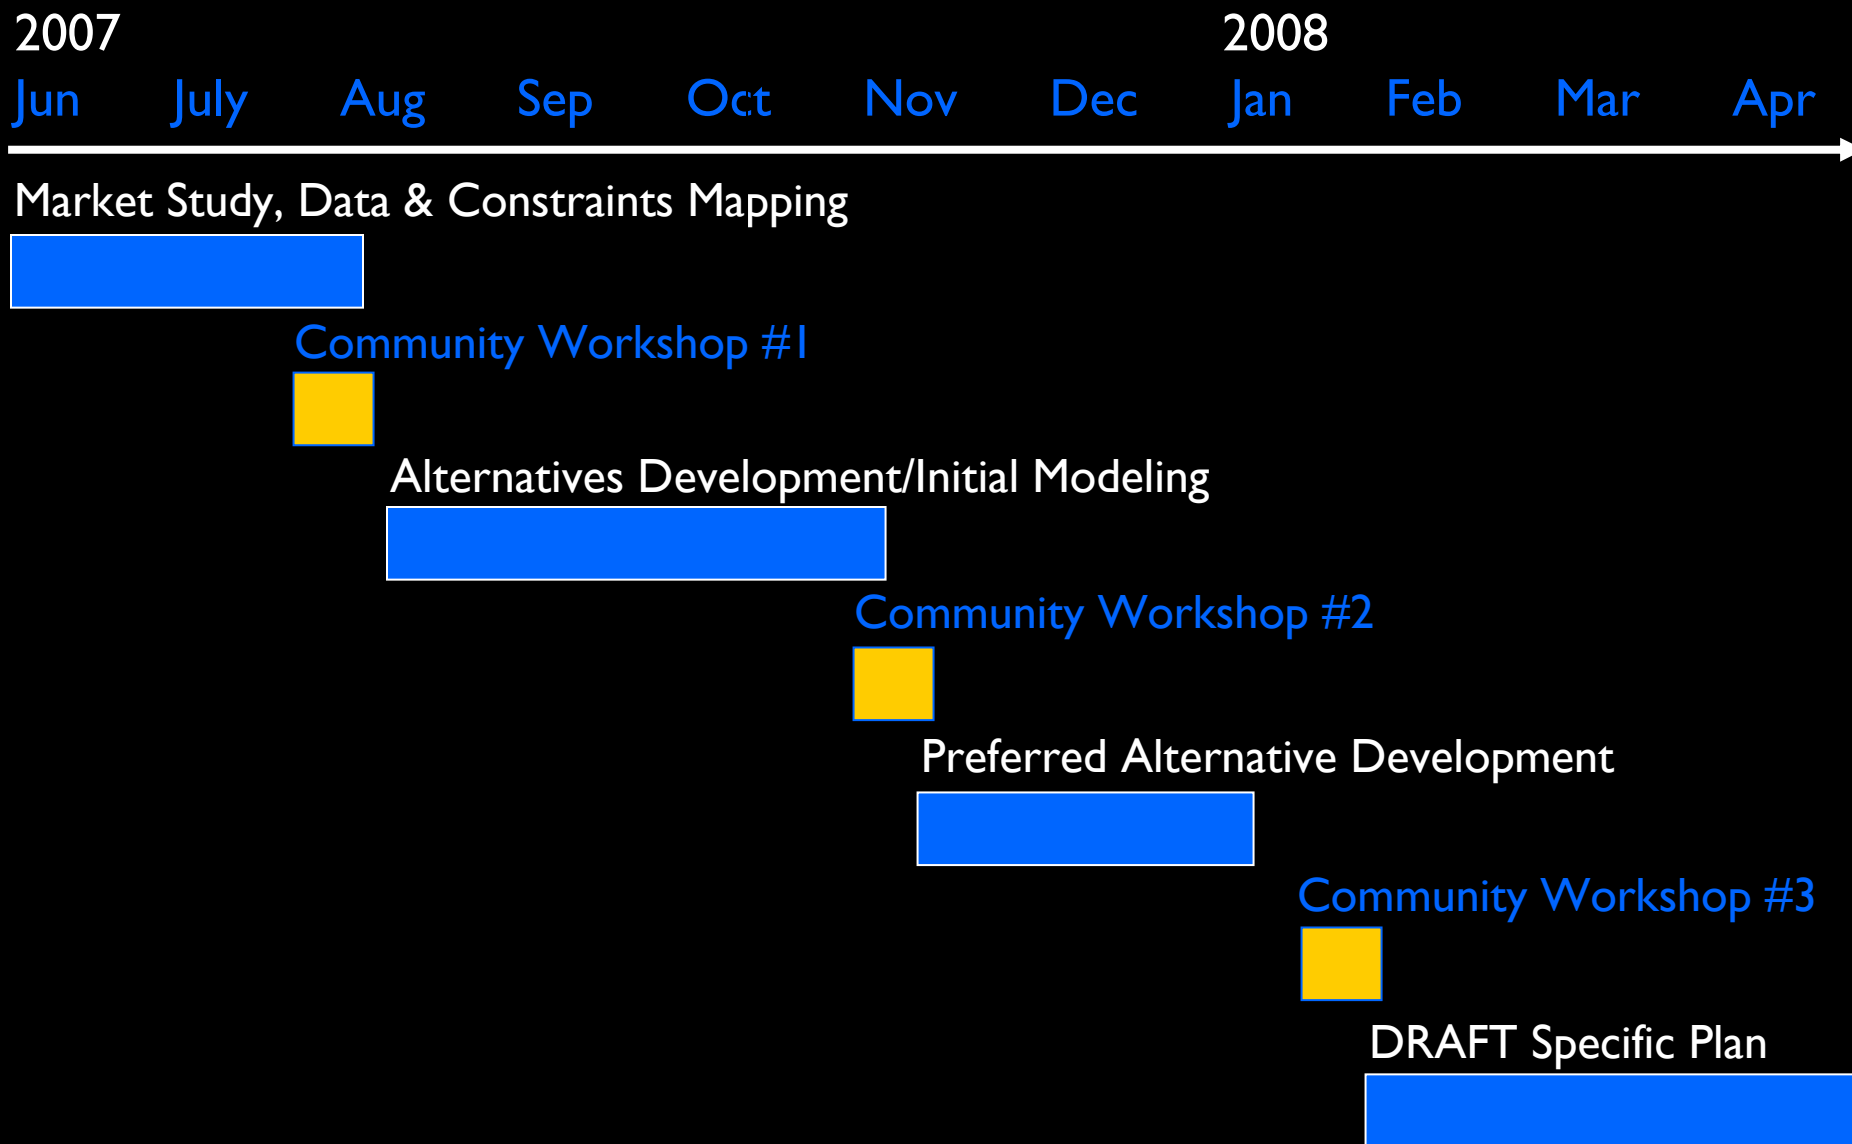 2007 2008
Jun July Aug Sep Oct Nov Dec Jan Feb Mar Apr
Market Study, Data & Constraints Mapping
Community Workshop #1
Alternatives Development/Initial Modeling
Community Workshop #2
Preferred Alternative Development
Community Workshop #3
DRAFT Specific Plan